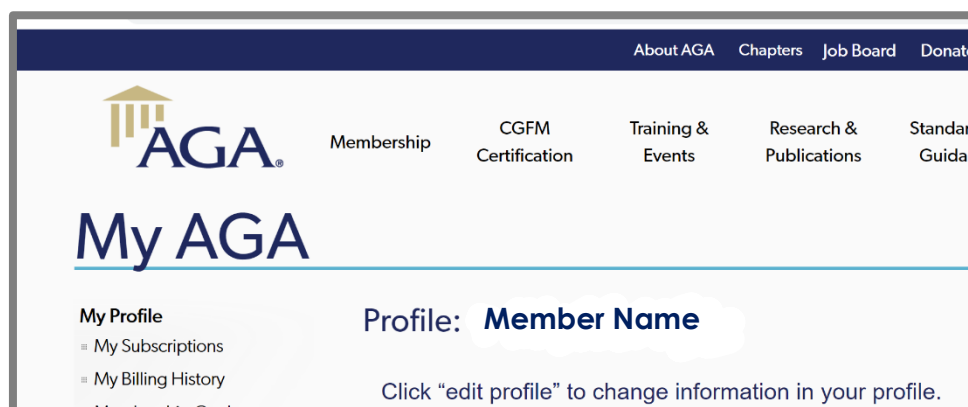 About AGA Chapters Job Board Donate
AGA®
Membership
CGFM
Certification
Training &
Events
Research &
Publications
My AGA
My Profile
My Subscriptions
My Billing History
Profile: Member Name
Click “edit profile” to change information in your profile.